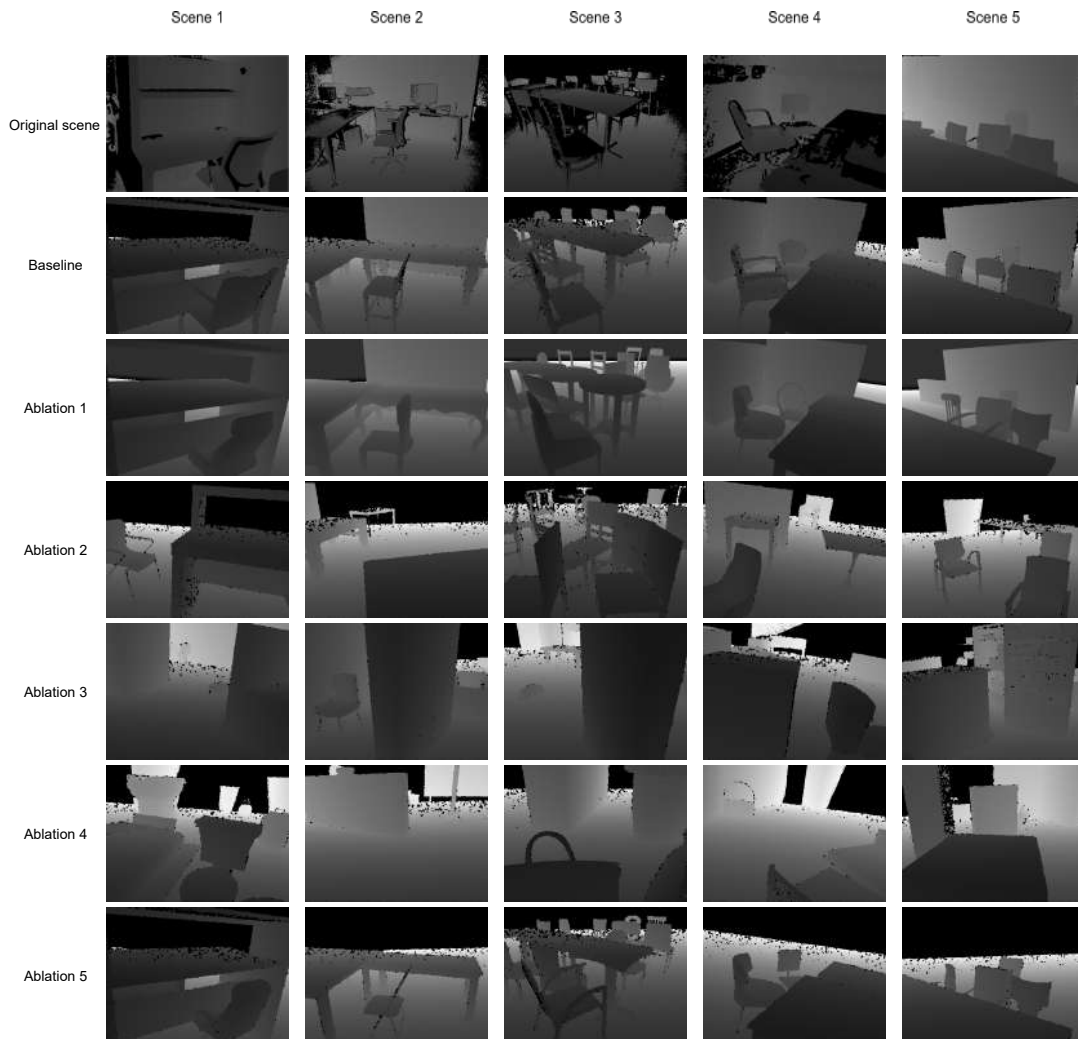 Scene 1
Scene 2
Scene 3
Scene 4
Scene 5
Original scene
Baseline
Ablation 1
Ablation 2
Ablation 3
Ablation 4
Ablation 5